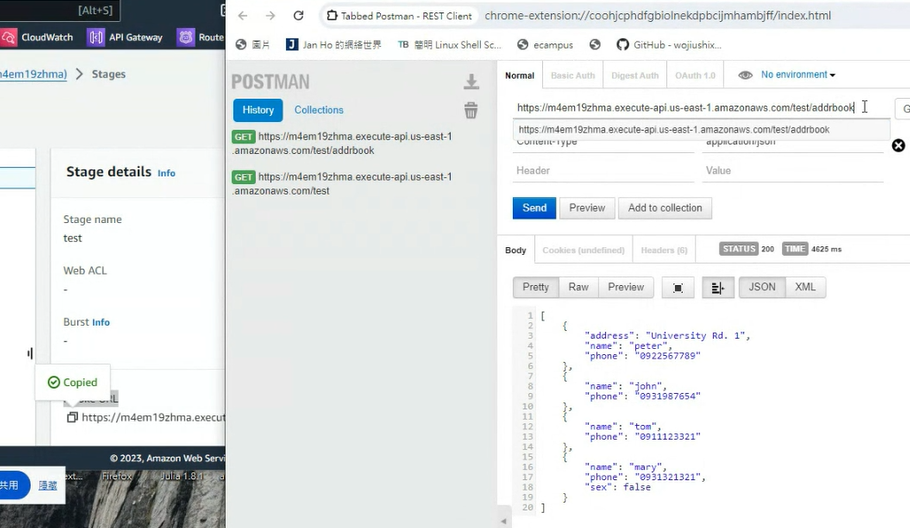 [Alt+S]
CloudWatch
API Gateway
Route
m4em19zhma)
Stages
Stage details
Info
Stage name
test
Web ACL
-
Burst Info
-
Copied
https://m4em19zhma.execut
© 2023, Amazon Web Servi
共用
隱藏
ext...
Firefox
Julia 1.8.1
Tabbed Postman - REST Client
chrome-extension://coohjcphdfgbiolnekdpbcijmhambjff/index.html
圖片
Jan Ho 的網絡世界
TB 簡明 Linux Shell Sc...
ecampus
GitHub - wojiushix...
POSTMAN
History
Collections
GET https://m4em19zhma.execute-api.us-east-1
.amazonaws.com/test/addrbook
GET https://m4em19zhma.execute-api.us-east-1
.amazonaws.com/test
Normal
Basic Auth
Digest Auth
OAuth 1.0
No environment
https://m4em19zhma.execute-api.us-east-1.amazonaws.com/test/addrbook
G
https://m4em19zhma.execute-api.us-east-1.amazonaws.com/test/addrbook
Content-Type
application/json
Header
Value
Send
Preview
Add to collection
Body
Cookies (undefined)
Headers (6)
STATUS 200
TIME 4625 ms
Pretty
Raw
Preview
JSON
XML
1 [
2 {
3 "address": "University Rd. 1",
4 "name": "peter",
5 "phone": "0922567789"
6 },
7 {
8 "name": "john",
9 "phone": "0931987654"
10 },
11 {
12 "name": "tom",
13 "phone": "0911123321"
14 },
15 {
16 "name": "mary",
17 "phone": "0931321321",
18 "sex": false
19 }
20 ]